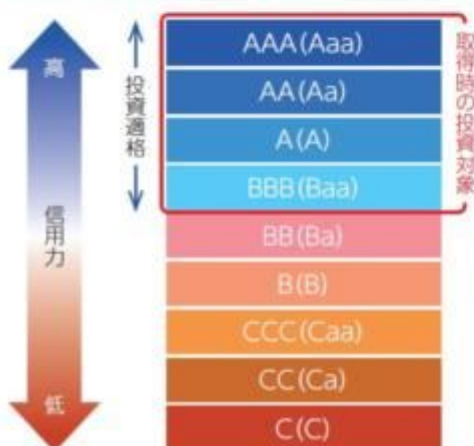 高
信用力
低
投資適格
AAA(Aaa)
AA(Aa)
A(A)
BBB(Baa)
BB(Ba)
B(B)
CCC(Caa)
CC(Ca)
C(C)
取得時の投資対象